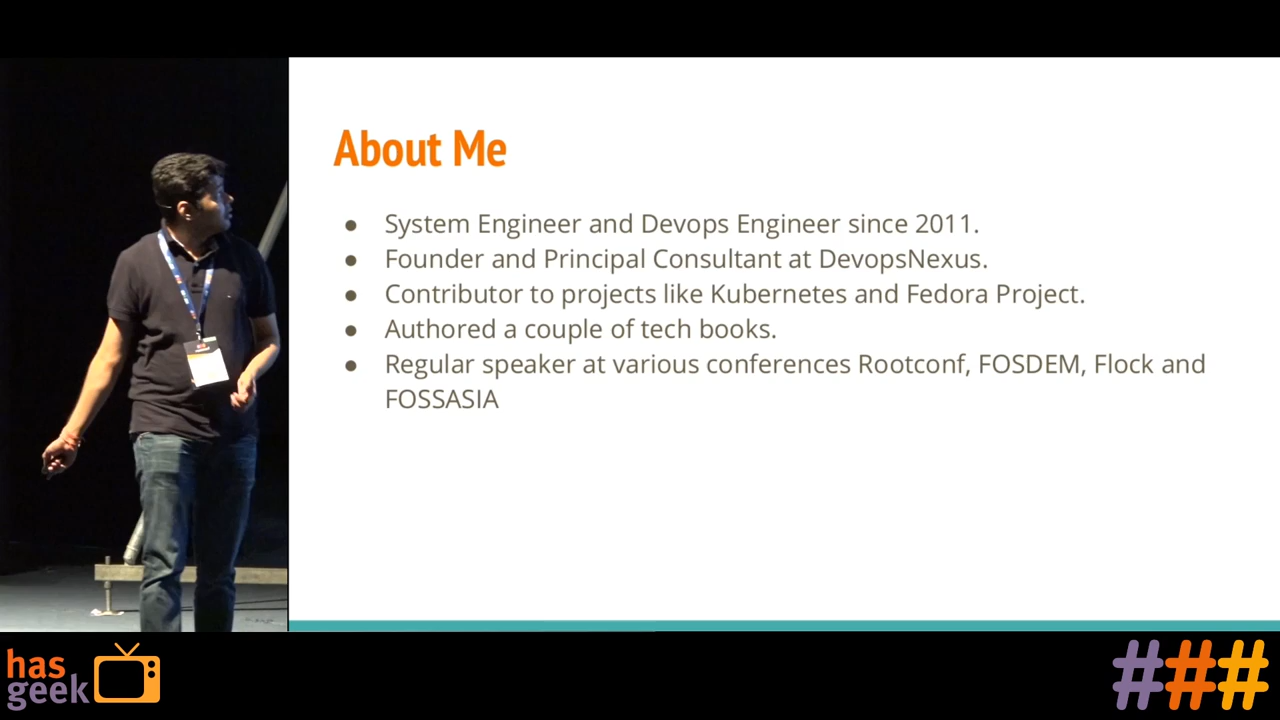 About Me
● System Engineer and Devops Engineer since 2011.
● Founder and Principal Consultant at DevopsNexus.
● Contributor to projects like Kubernetes and Fedora Project.
● Authored a couple of tech books.
● Regular speaker at various conferences Rootconf, FOSDEM, Flock and
FOSSASIA
has
geek
###